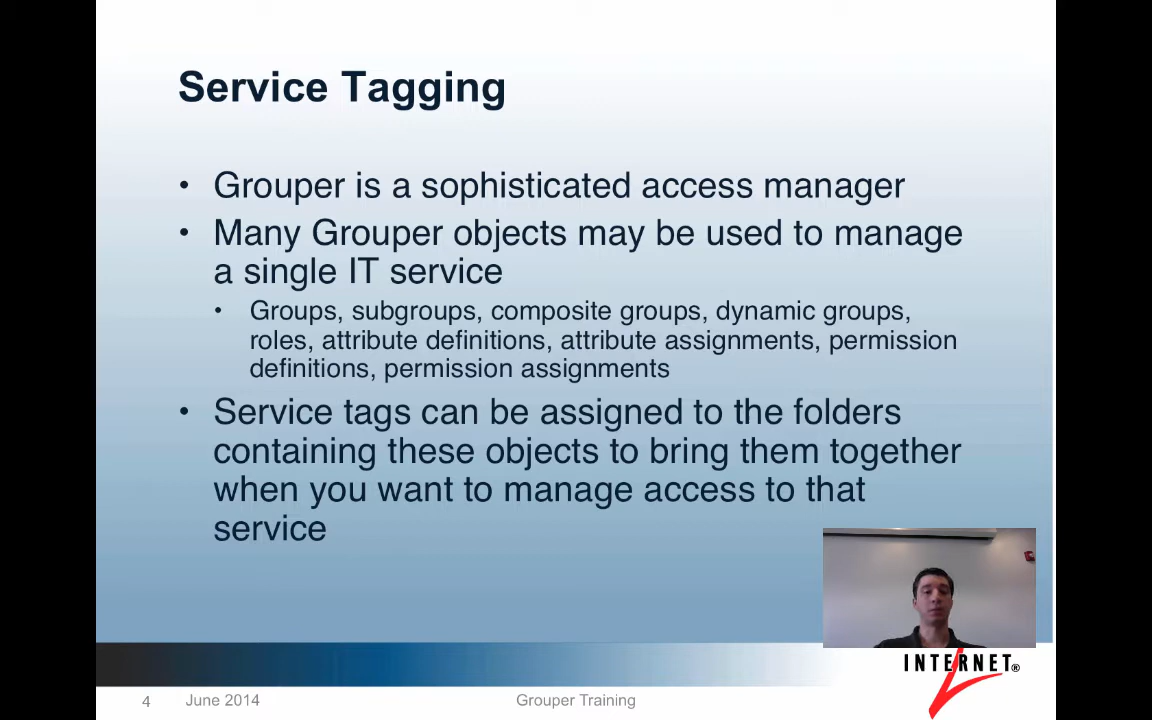 Service Tagging
• Grouper is a sophisticated access manager
• Many Grouper objects may be used to manage
a single IT service
• Groups, subgroups, composite groups, dynamic groups,
roles, attribute definitions, attribute assignments, permission
definitions, permission assignments
• Service tags can be assigned to the folders
containing these objects to bring them together
when you want to manage access to that
service
INTERNET®
4 June 2014 Grouper Training